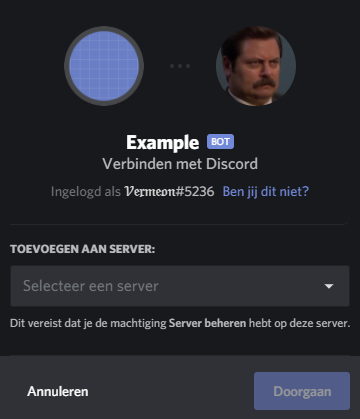 Example BOT
Verbinden met Discord
Ingelogd als 𝖁𝖊𝖗𝖒𝖊𝖔𝖓#5236 Ben jij dit niet?
TOEVOEGEN AAN SERVER:
Selecteer een server
Dit vereist dat je de machtiging Server beheren hebt op deze server.
Annuleren
Doorgaan